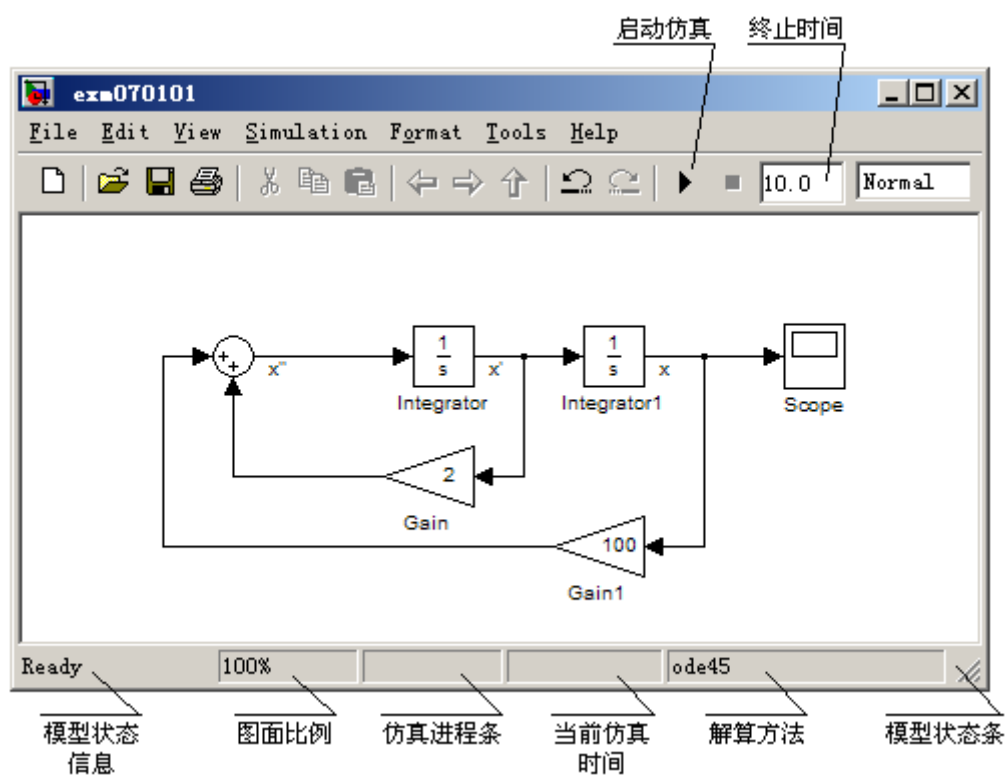 启动仿真 终止时间
exm070101
File Edit View Simulation Format Tools Help
10.0 Normal
+
+
x''
1
s
x'
1
s
x
Integrator
Integrator1
Scope
2
Gain
100
Gain1
Ready 100% ode45
模型状态信息
图面比例
仿真进程条
当前仿真时间
解算方法
模型状态条